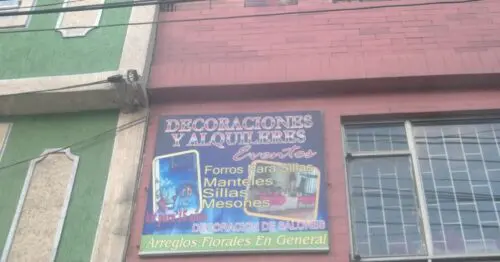 DECORACIONES
Y ALQUILERES
Eventos
Forros Para Sillas
Manteles
Sillas
Mesones
DECORACION DE SALONES
Arreglos Florales En General